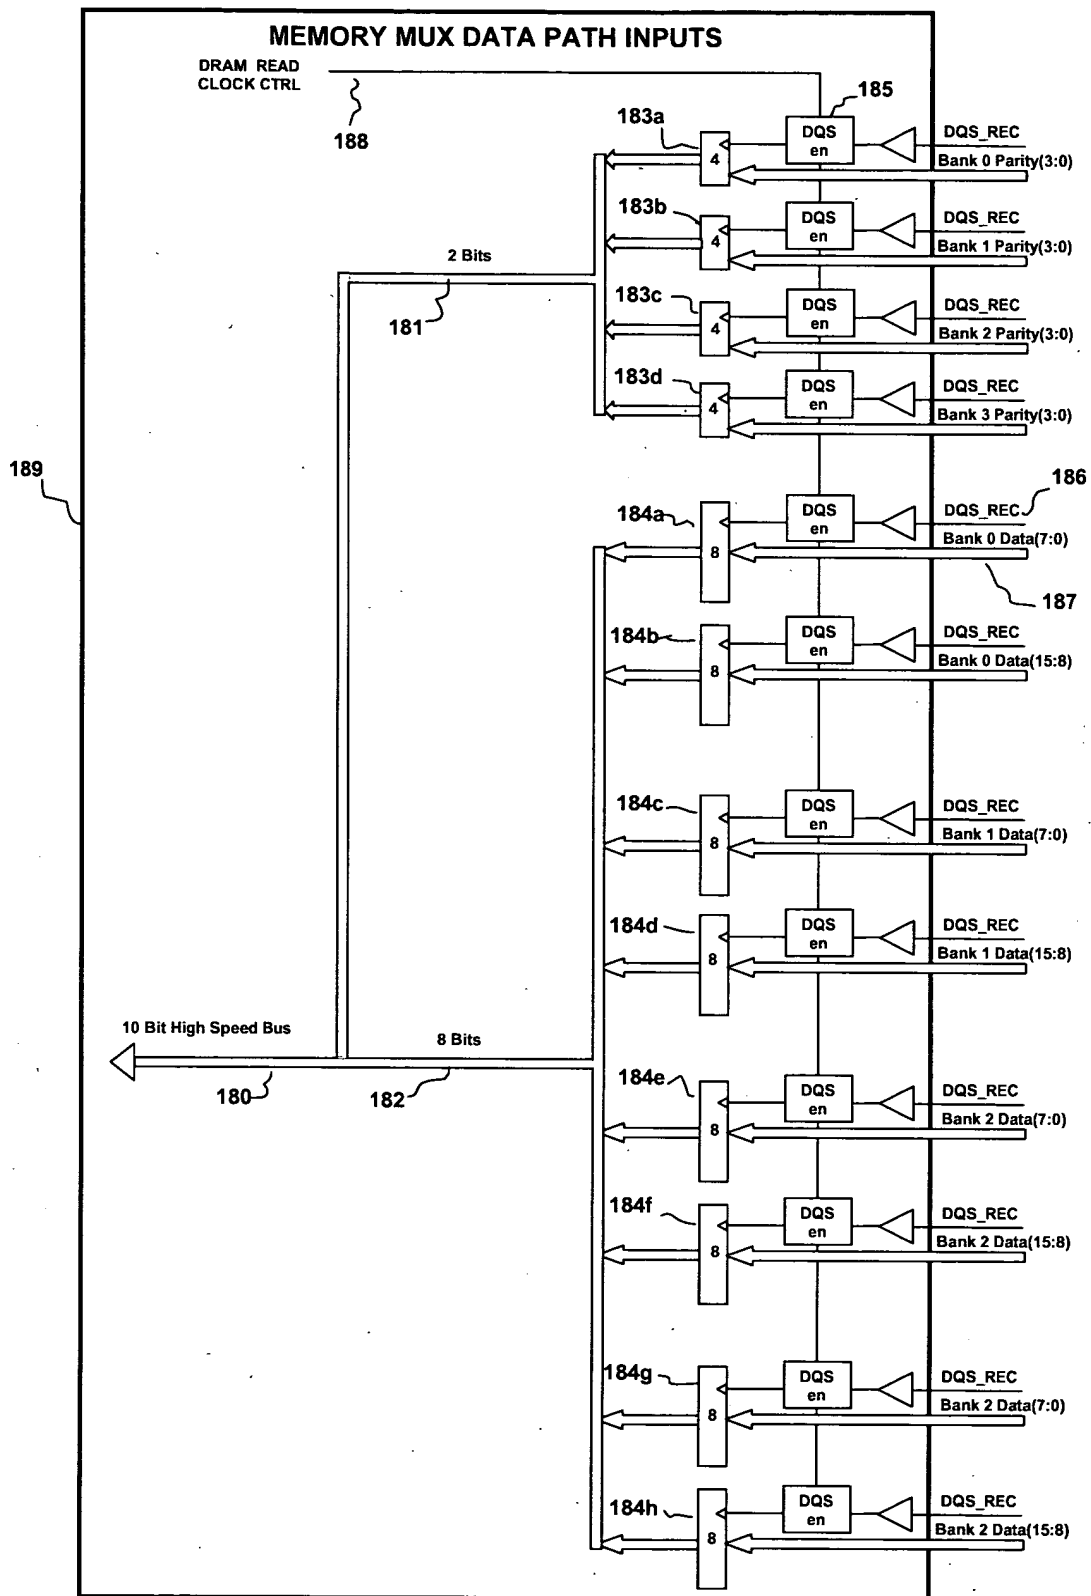 MEMORY MUX DATA PATH INPUTS
DRAM READ
CLOCK CTRL
188
185
183a
4
DQS
en
DQS_REC
Bank 0 Parity(3:0)
183b
4
DQS
en
DQS_REC
Bank 1 Parity(3:0)
2 Bits
181
183c
4
DQS
en
DQS_REC
Bank 2 Parity(3:0)
183d
4
DQS
en
DQS_REC
Bank 3 Parity(3:0)
189
186
184a
8
DQS
en
DQS_REC
Bank 0 Data(7:0)
187
184b
8
DQS
en
DQS_REC
Bank 0 Data(15:8)
184c
8
DQS
en
DQS_REC
Bank 1 Data(7:0)
184d
8
DQS
en
DQS_REC
Bank 1 Data(15:8)
10 Bit High Speed Bus
8 Bits
180
182
184e
8
DQS
en
DQS_REC
Bank 2 Data(7:0)
184f
8
DQS
en
DQS_REC
Bank 2 Data(15:8)
184g
8
DQS
en
DQS_REC
Bank 2 Data(7:0)
184h
8
DQS
en
DQS_REC
Bank 2 Data(15:8)